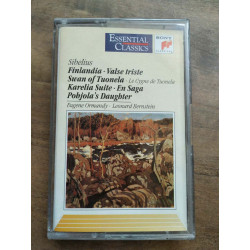 ESSENTIAL
CLASSICS
SONY
Sibelius
Finlandia · Valse triste
Swan of Tuonela · Le Cygne de Tuonela
Karelia Suite · En Saga
Pohjola's Daughter
Eugene Ormandy · Leonard Bernstein